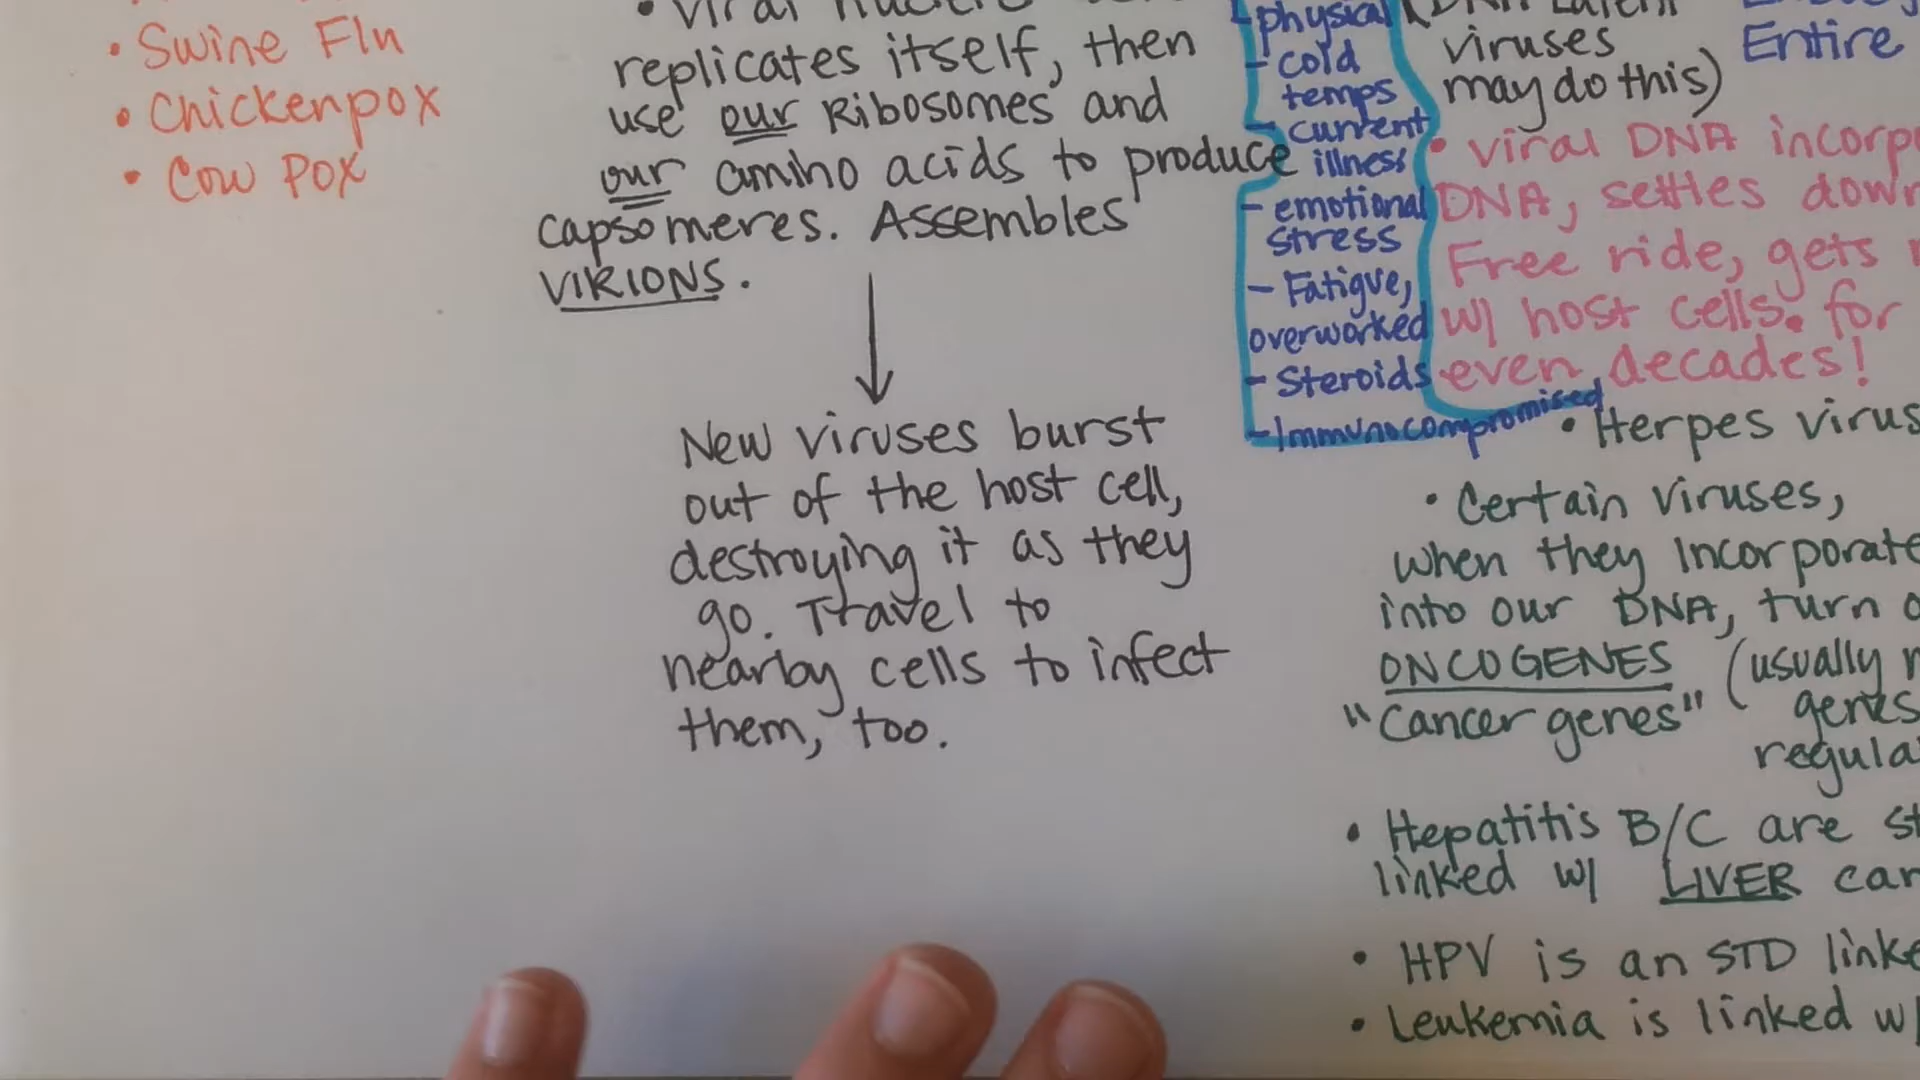 • Swine Flu
• Chickenpox
• Cow Pox
• Viral
replicates itself, then
use our Ribosomes and
our amino acids to produce
capsomeres. Assembles
VIRIONS.
New viruses burst
out of the host cell,
destroying it as they
go. Travel to
nearby cells to infect
them, too.
- physical
- cold
temps
- current
illness
- emotional
stress
- Fatigue,
overworked
- Steroids
- Immunocompromised
viruses
may do this)
Entire
• viral DNA
DNA, settles
Free ride, gets
w/ host cells. for
even decades!
• Herpes
• Certain viruses,
when they incorporate
into our DNA, turn
ONCOGENES (usually
"Cancer genes" genes
• Hepatitis B/C are
linked w/ LIVER
• HPV is an STD
• Leukemia is linked w/